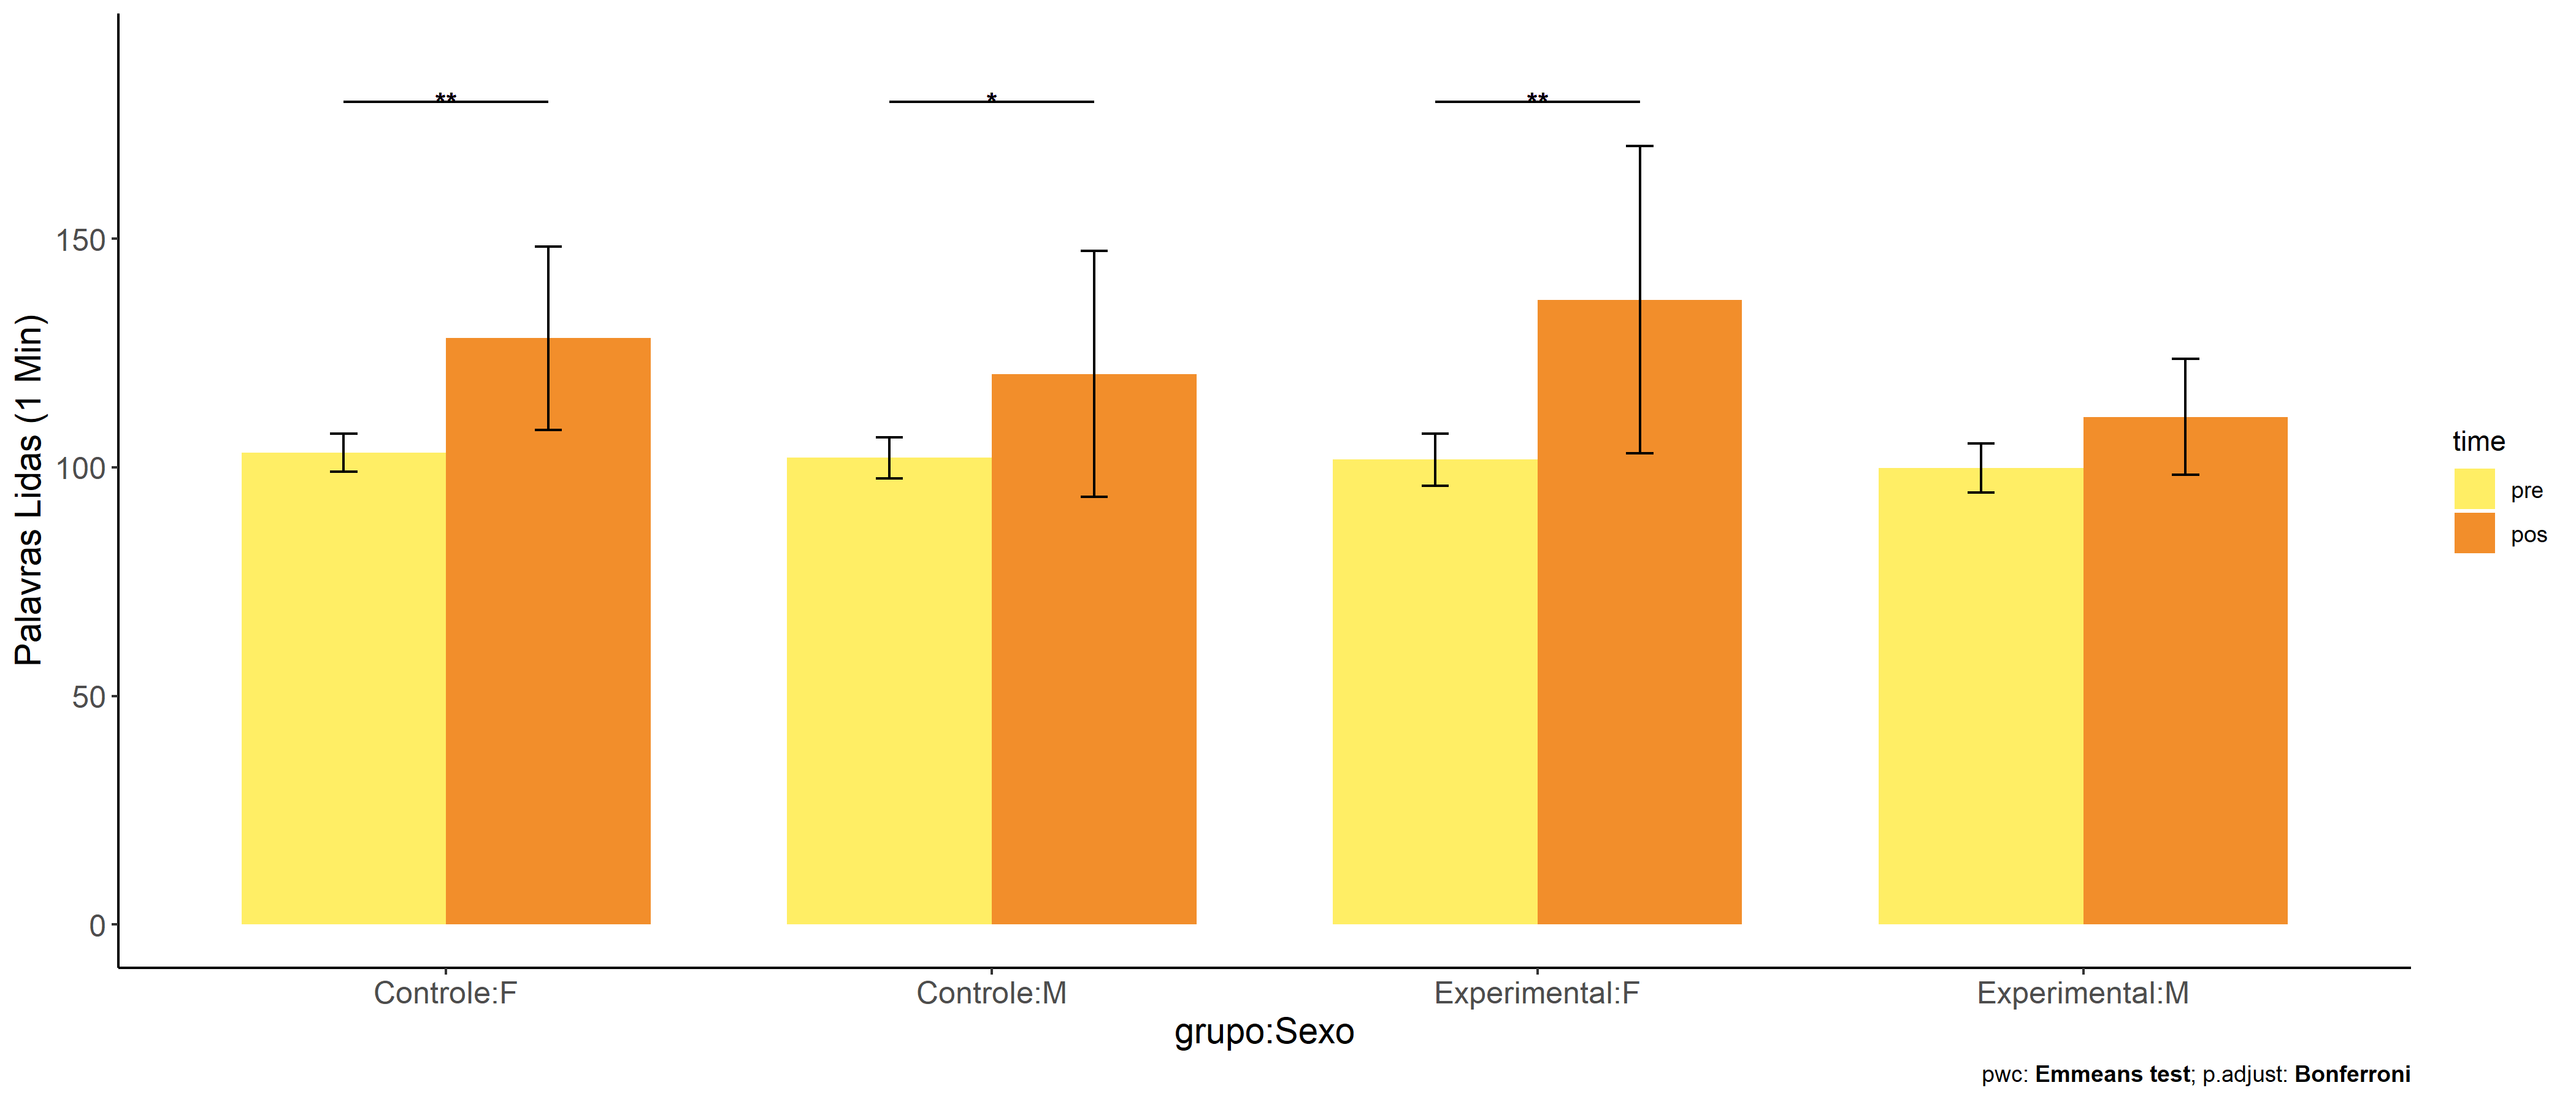 ** * **
Palavras Lidas (1 Min)
150
100
50
0
Controle:F Controle:M Experimental:F Experimental:M
grupo:Sexo
time
pre
pos
pwc: Emmeans test; p.adjust: Bonferroni